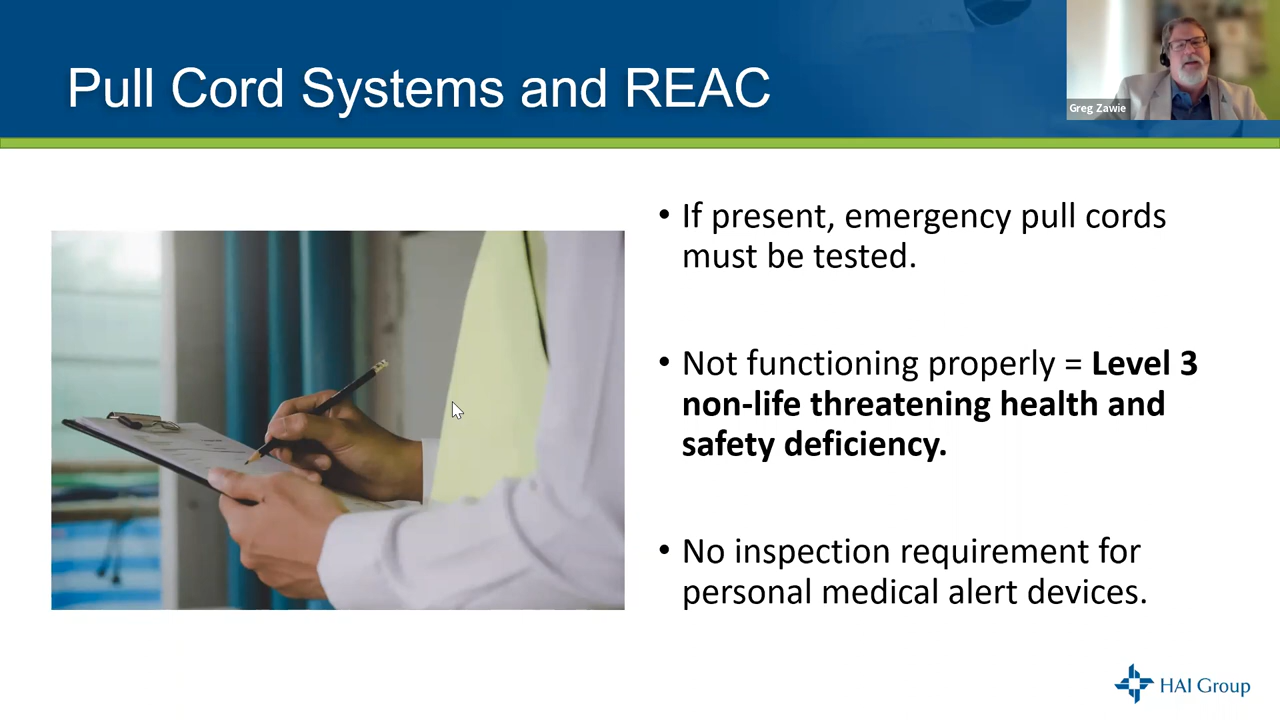 Pull Cord Systems and REAC
Greg Zawie
• If present, emergency pull cords
must be tested.
• Not functioning properly = Level 3
non-life threatening health and
safety deficiency.
• No inspection requirement for
personal medical alert devices.
HAI Group